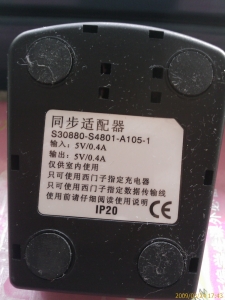 同步适配器
S30880-S4801-A105-1
输入：5V/0.4A
输出：5V/0.4A
仅供室内使用
只可使用西门子指定充电器
只可使用西门子指定数据传输线
使用前请仔细阅读使用说明
IP20